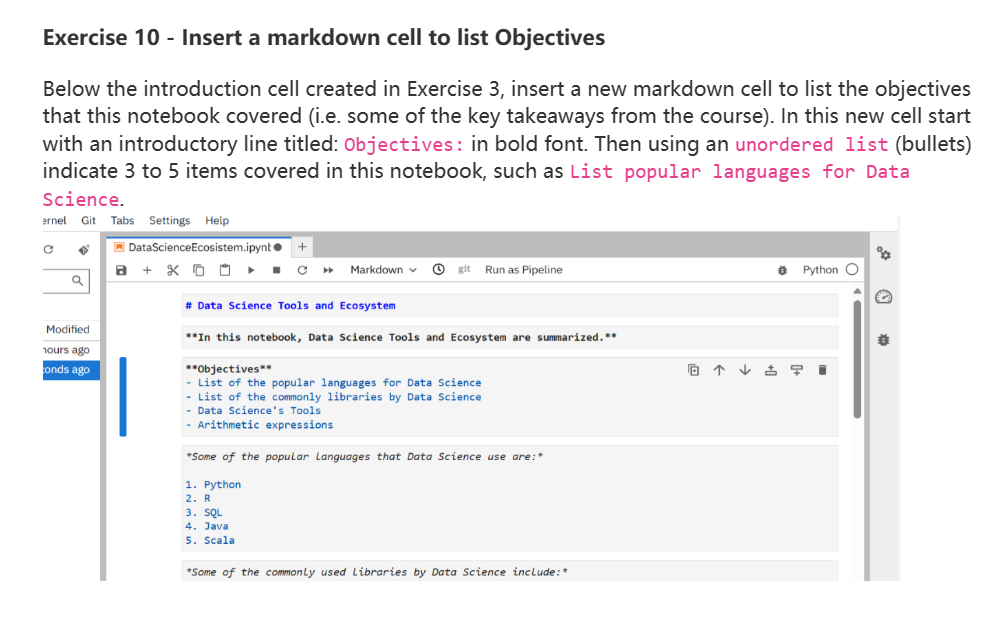 Exercise 10 - Insert a markdown cell to list Objectives
Below the introduction cell created in Exercise 3, insert a new markdown cell to list the objectives
that this notebook covered (i.e. some of the key takeaways from the course). In this new cell start
with an introductory line titled: Objectives: in bold font. Then using an unordered list (bullets)
indicate 3 to 5 items covered in this notebook, such as List popular languages for Data
Science.
ernel Git Tabs Settings Help
DataScienceEcosistem.ipynb
Markdown git Run as Pipeline Python
Modified
hours ago
onds ago
# Data Science Tools and Ecosystem
**In this notebook, Data Science Tools and Ecosystem are summarized.**
**Objectives**
- List of the popular languages for Data Science
- List of the commonly libraries by Data Science
- Data Science's Tools
- Arithmetic expressions
*Some of the popular languages that Data Science use are:*
1. Python
2. R
3. SQL
4. Java
5. Scala
*Some of the commonly used libraries by Data Science include:*